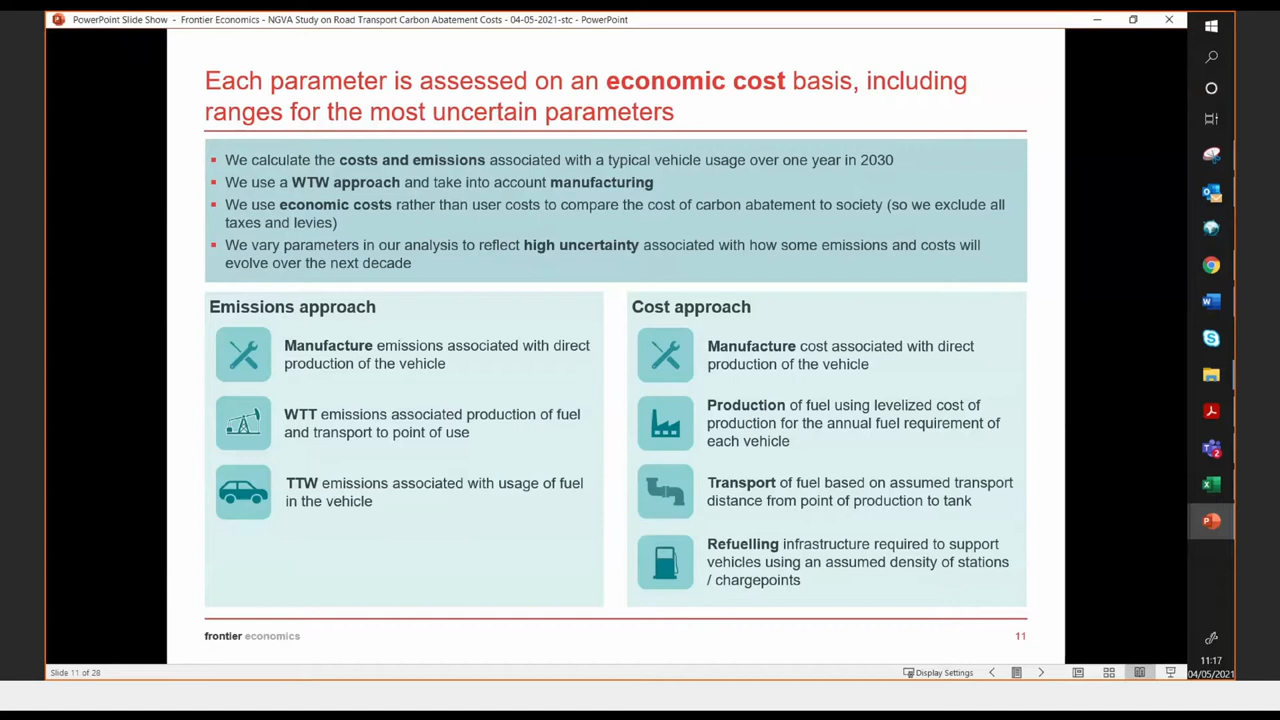 PowerPoint Slide Show - Frontier Economics - NGVA Study on Road Transport Carbon Abatement Costs - 04-05-2021-stc - PowerPoint
Each parameter is assessed on an economic cost basis, including
ranges for the most uncertain parameters
We calculate the costs and emissions associated with a typical vehicle usage over one year in 2030
We use a WTW approach and take into account manufacturing
We use economic costs rather than user costs to compare the cost of carbon abatement to society (so we exclude all
taxes and levies)
We vary parameters in our analysis to reflect high uncertainty associated with how some emissions and costs will
evolve over the next decade
Emissions approach
Manufacture emissions associated with direct
production of the vehicle
WTT emissions associated production of fuel
and transport to point of use
TTW emissions associated with usage of fuel
in the vehicle
Cost approach
Manufacture cost associated with direct
production of the vehicle
Production of fuel using levelized cost of
production for the annual fuel requirement of
each vehicle
Transport of fuel based on assumed transport
distance from point of production to tank
Refuelling infrastructure required to support
vehicles using an assumed density of stations
/ chargepoints
frontier economics
11
Slide 11 of 28
Display Settings
11:17
04/05/2021